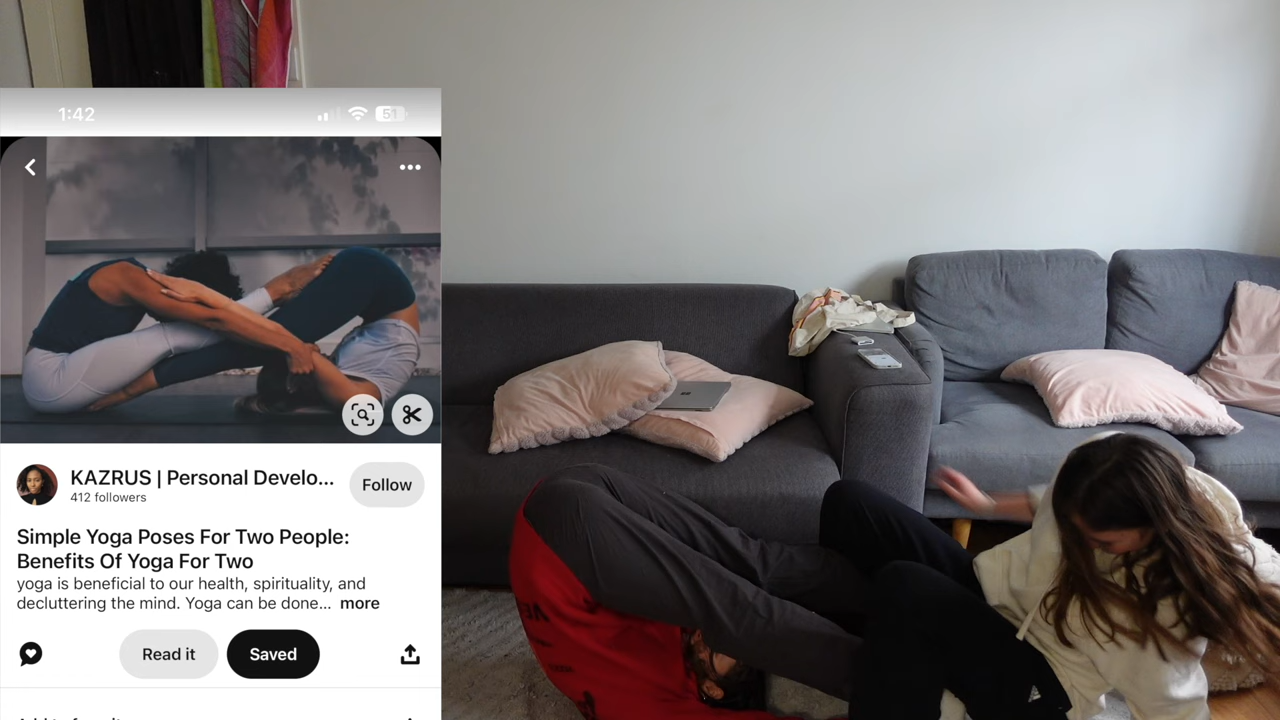 1:42
51
KAZRUS | Personal Develo...
412 followers
Follow
Simple Yoga Poses For Two People:
Benefits Of Yoga For Two
yoga is beneficial to our health, spirituality, and
decluttering the mind. Yoga can be done... more
Read it
Saved